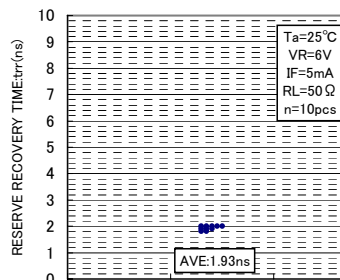 RESERVE RECOVERY TIME:trr(ns)
10
9
8
7
6
5
4
3
2
1
0
Ta=25℃
VR=6V
IF=5mA
RL=50Ω
n=10pcs
AVE:1.93ns